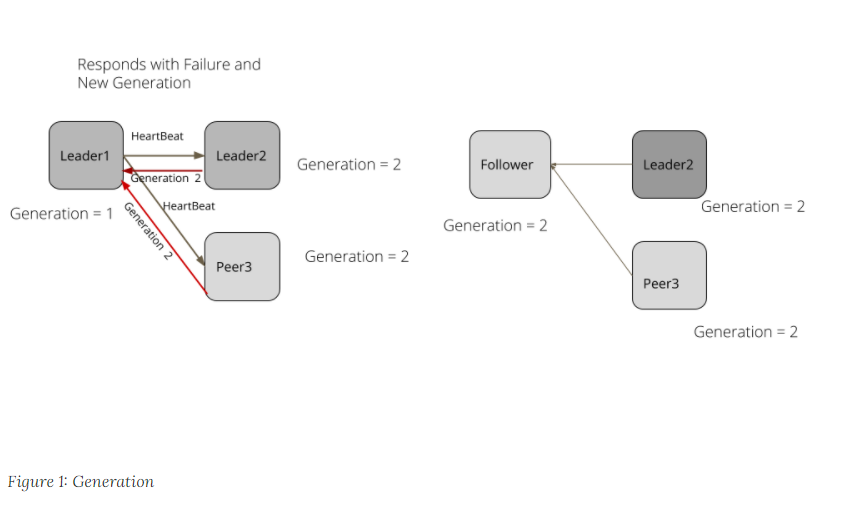 Responds with Failure and
New Generation
HeartBeat
Leader1
Leader2
Generation = 2
Generation 2
HeartBeat
Generation = 1
Generation 2
Peer3
Generation = 2
Follower
Leader2
Generation = 2
Generation = 2
Peer3
Generation = 2
Figure 1: Generation